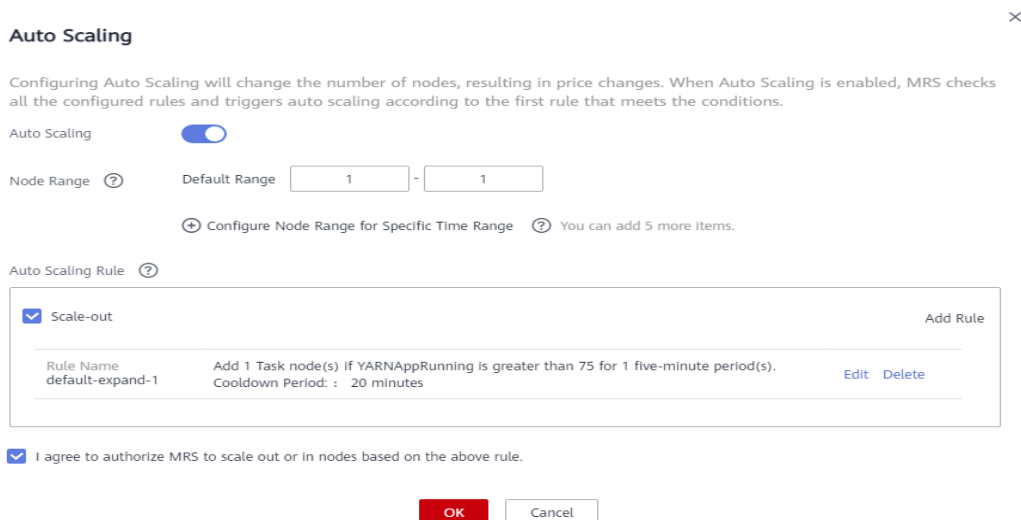 Auto Scaling
Configuring Auto Scaling will change the number of nodes, resulting in price changes. When Auto Scaling is enabled, MRS checks
all the configured rules and triggers auto scaling according to the first rule that meets the conditions.
Auto Scaling
Node Range ? Default Range 1 - 1
Configure Node Range for Specific Time Range ? You can add 5 more items.
Auto Scaling Rule ?
Scale-out Add Rule
Rule Name Add 1 Task node(s) if YARNAppRunning is greater than 75 for 1 five-minute period(s).
default-expand-1 Cooldown Period: : 20 minutes Edit Delete
I agree to authorize MRS to scale out or in nodes based on the above rule.
OK Cancel